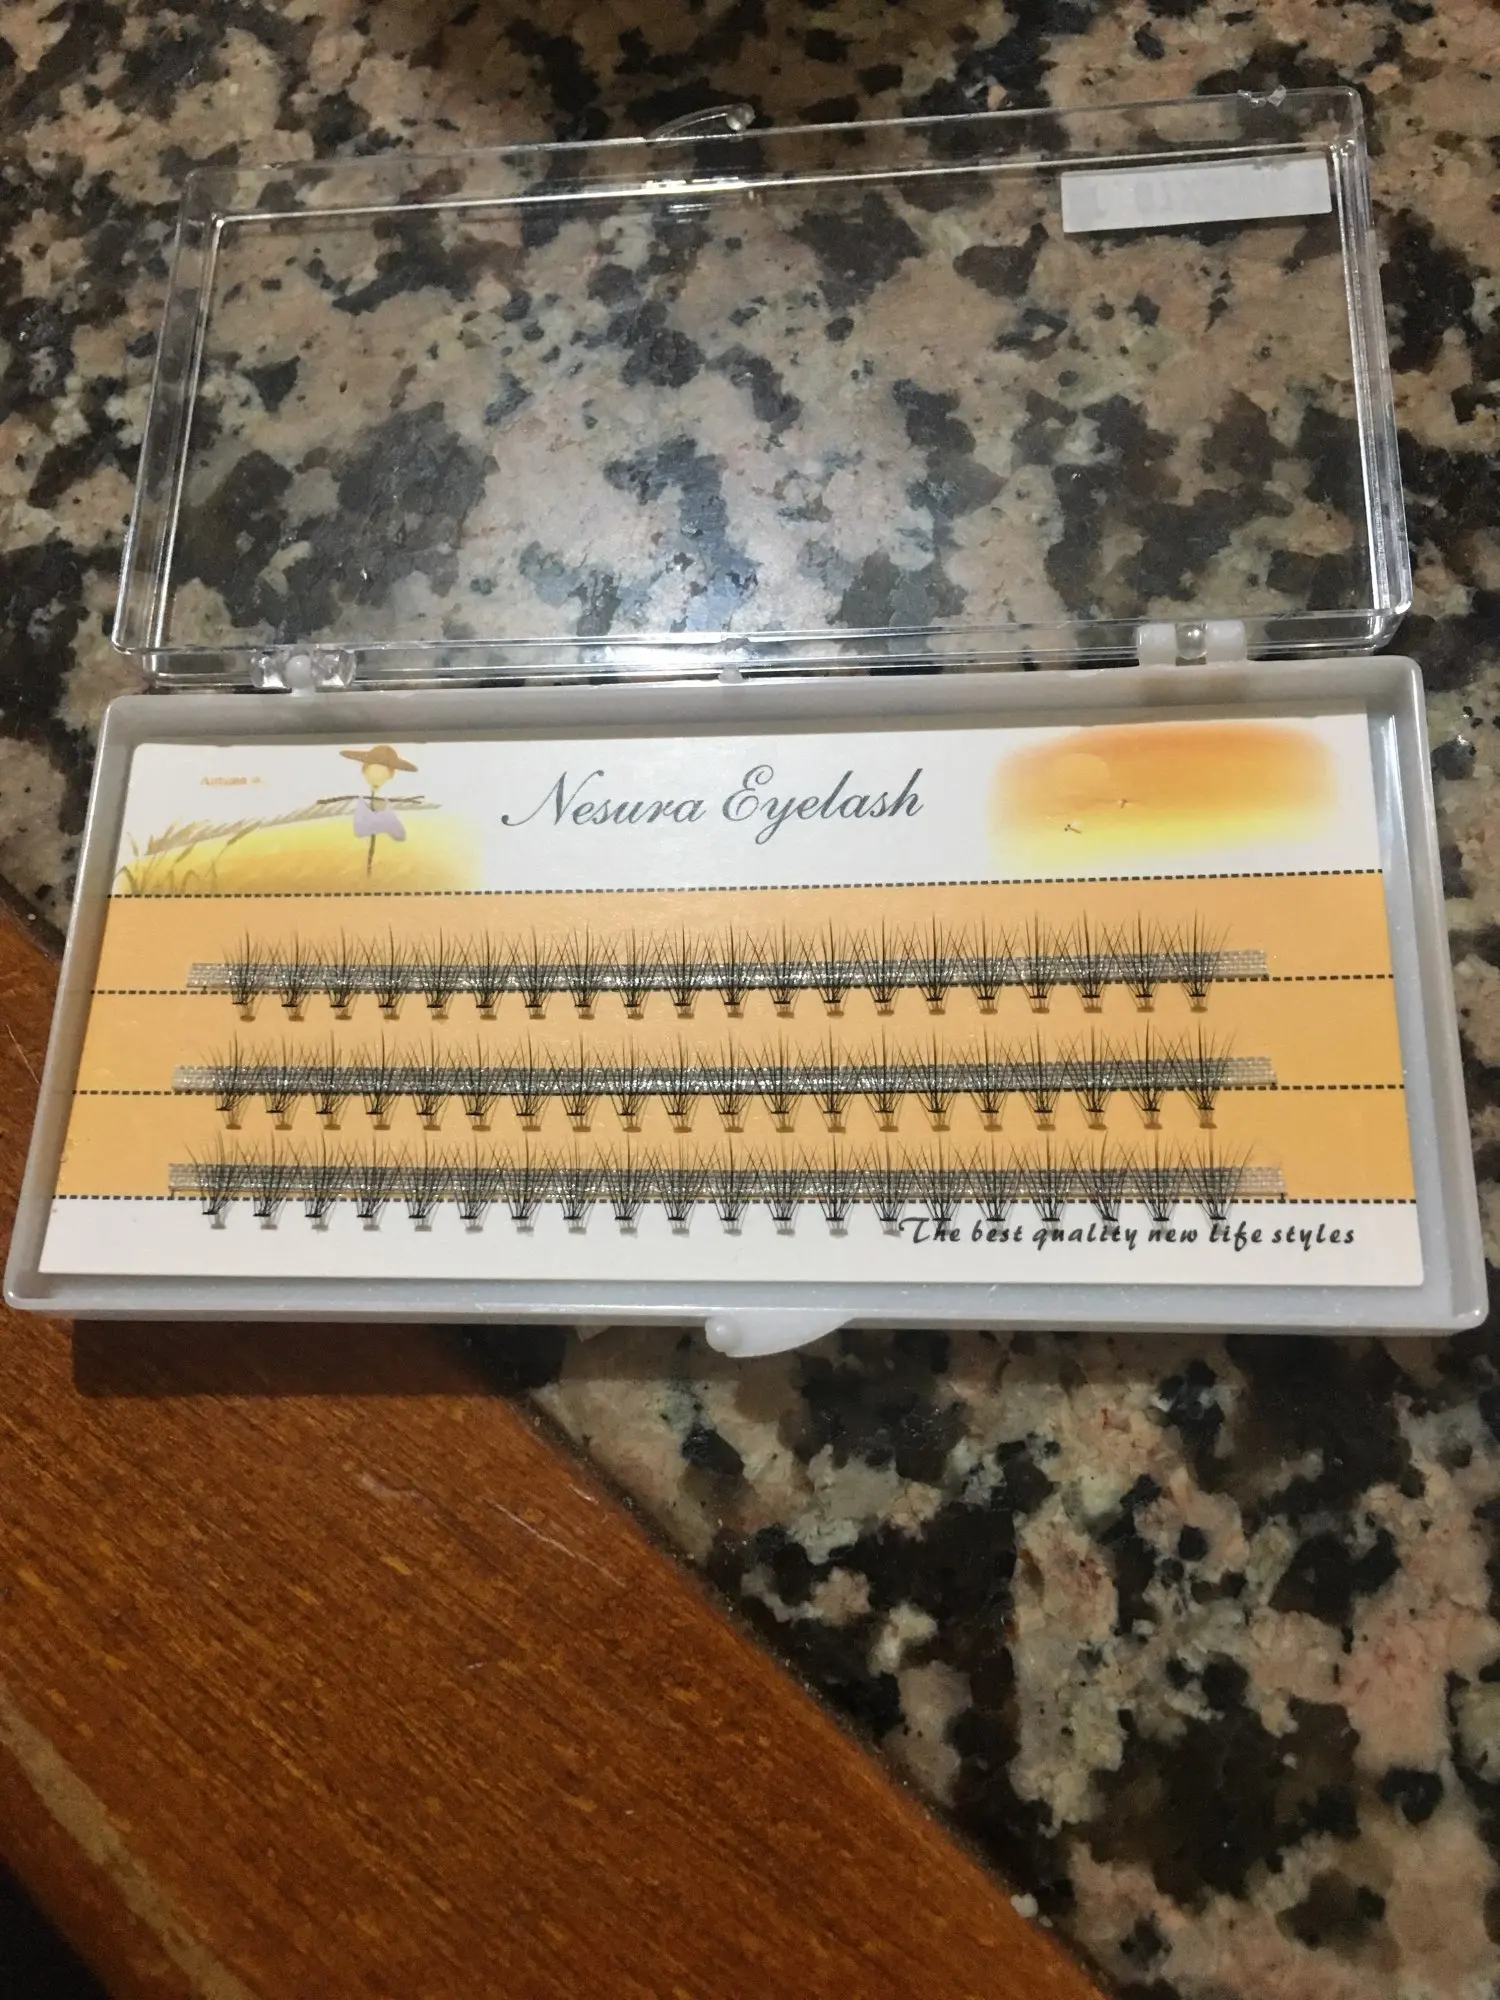 Nesura Eyelash
The best quality new life styles